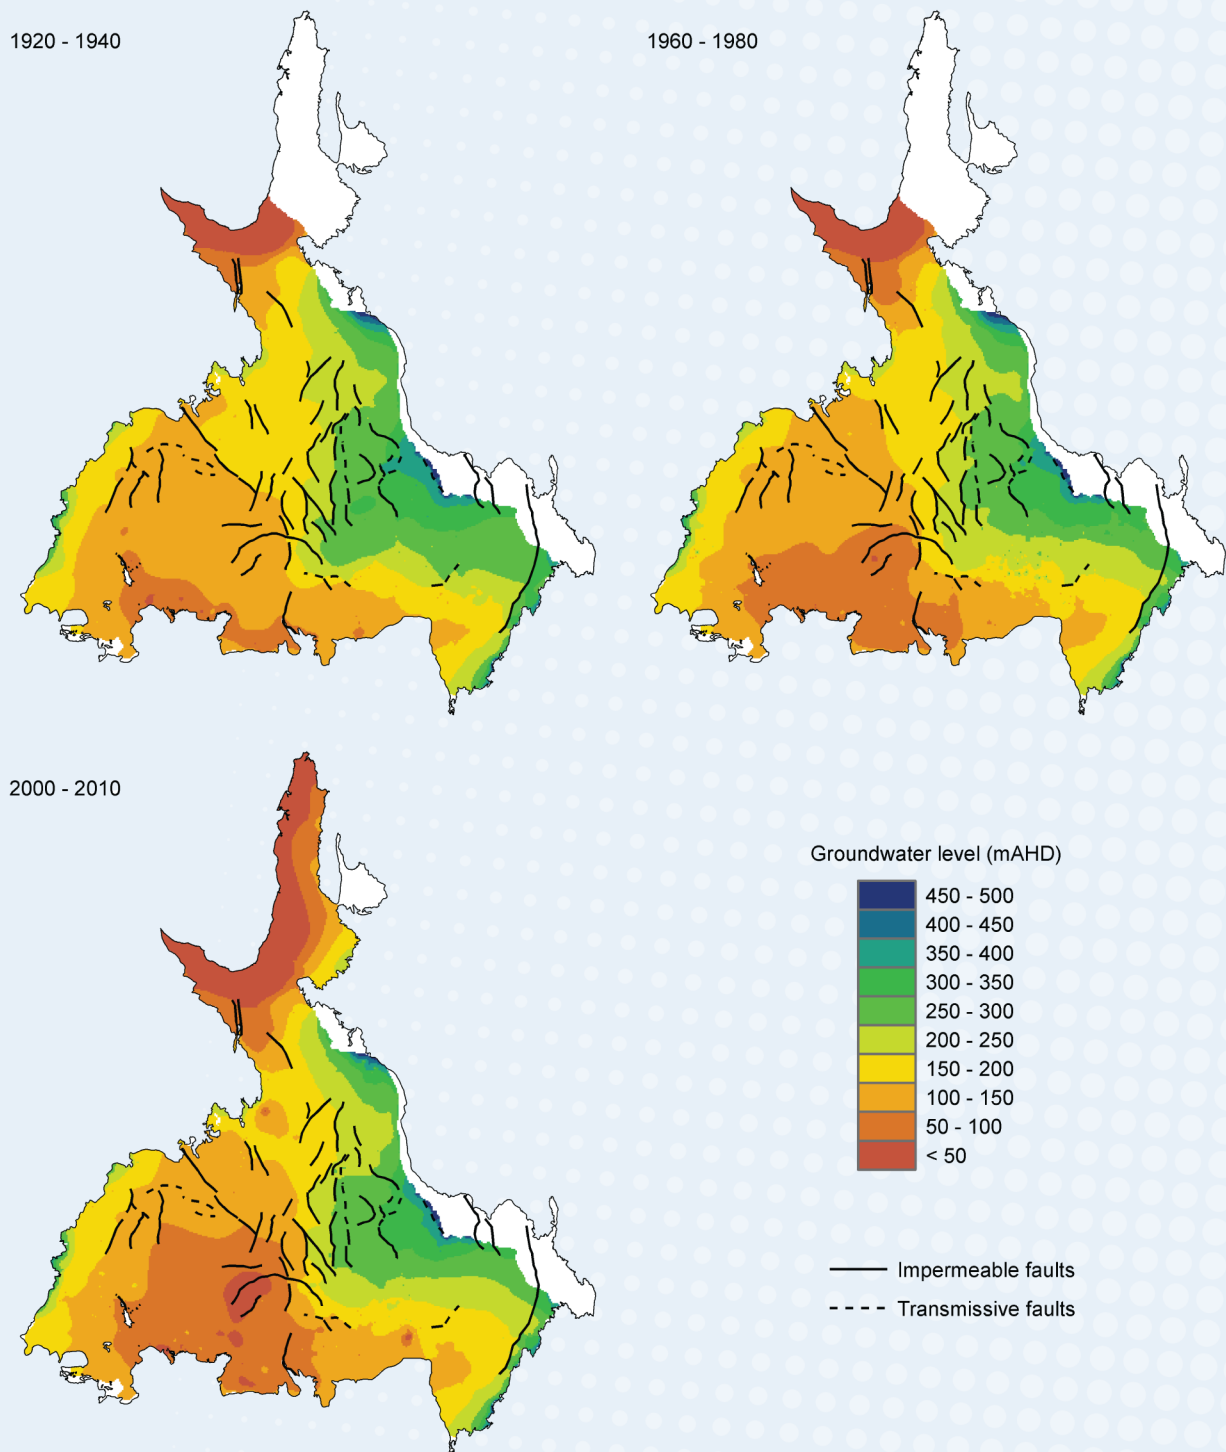 1920 - 1940
1960 - 1980
2000 - 2010
Groundwater level (mAHD)
450 - 500
400 - 450
350 - 400
300 - 350
250 - 300
200 - 250
150 - 200
100 - 150
50 - 100
< 50
Impermeable faults
Transmissive faults